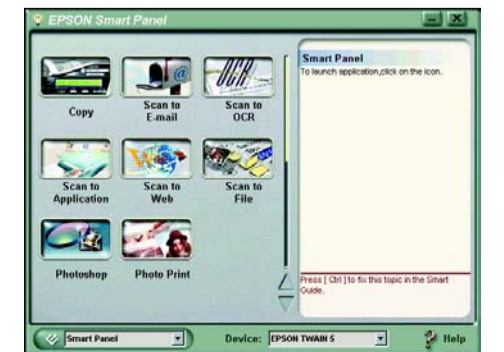 EPSON Smart Panel
Copy
Scan to
E-mail
Scan to
OCR
Scan to
Application
Scan to
Web
Scan to
File
Photoshop
Photo Print
Smart Panel
To launch application,click on the icon.
Press [ Ctrl ]to fix this topic in the Smart
Guide.
Smart Panel
Device: EPSON TWAIN 5
Help